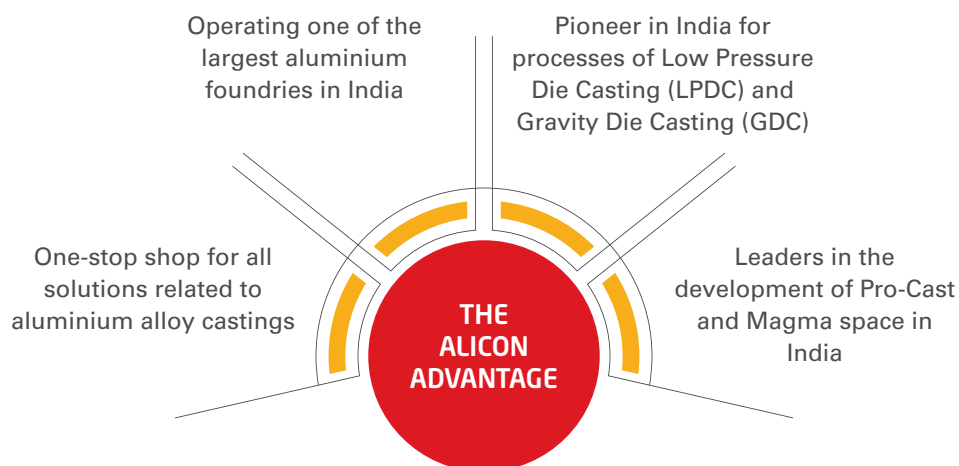 Operating one of the
largest aluminium
foundries in India
Pioneer in India for
processes of Low Pressure
Die Casting (LPDC) and
Gravity Die Casting (GDC)
One-stop shop for all
solutions related to
aluminium alloy castings
Leaders in the
development of Pro-Cast
and Magma space in
India
THE
ALICON
ADVANTAGE